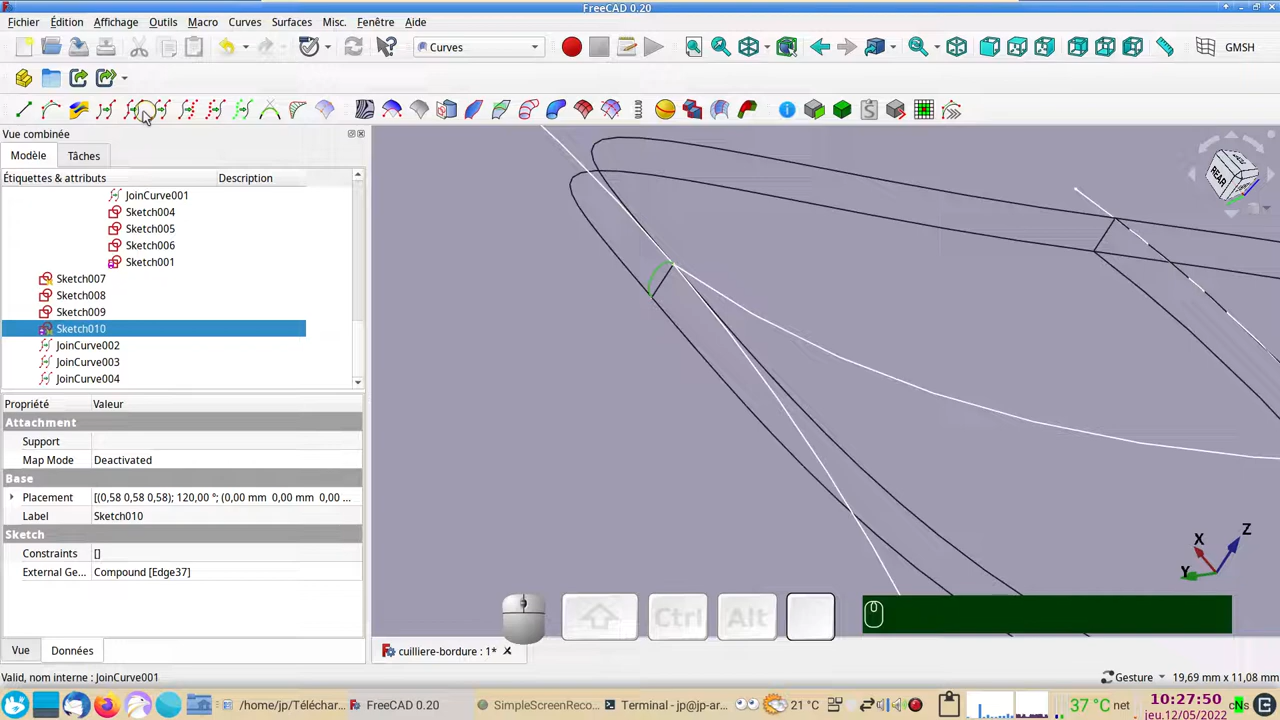 FreeCAD 0.20
Fichier Édition Affichage Outils Macro Curves Surfaces Misc. Fenêtre Aide
Curves
GMSH
Vue combinée
Modèle Tâches
Étiquettes & attributs Description
JoinCurve001
Sketch004
Sketch005
Sketch006
Sketch001
Sketch007
Sketch008
Sketch009
Sketch010
JoinCurve002
JoinCurve003
JoinCurve004
Propriété Valeur
Attachment
Support
Map Mode Deactivated
Base
Placement [(0,58 0,58 0,58); 120,00 °; (0,00 mm 0,00 mm 0,00 ...
Label Sketch010
Sketch
Constraints []
External Ge... Compound [Edge37]
REAR
X Z
Y
Ctrl Alt
Vue Données
cuilliere-bordure : 1*
Valid, nom interne : JoinCurve001
Gesture 19,69 mm x 11,08 mm
/home/jp/Téléchar... FreeCAD 0.20 SimpleScreenReco... Terminal - jp@jp-ar... 21 °C 37 °C net 10:27:50
jeu.12/05/2022